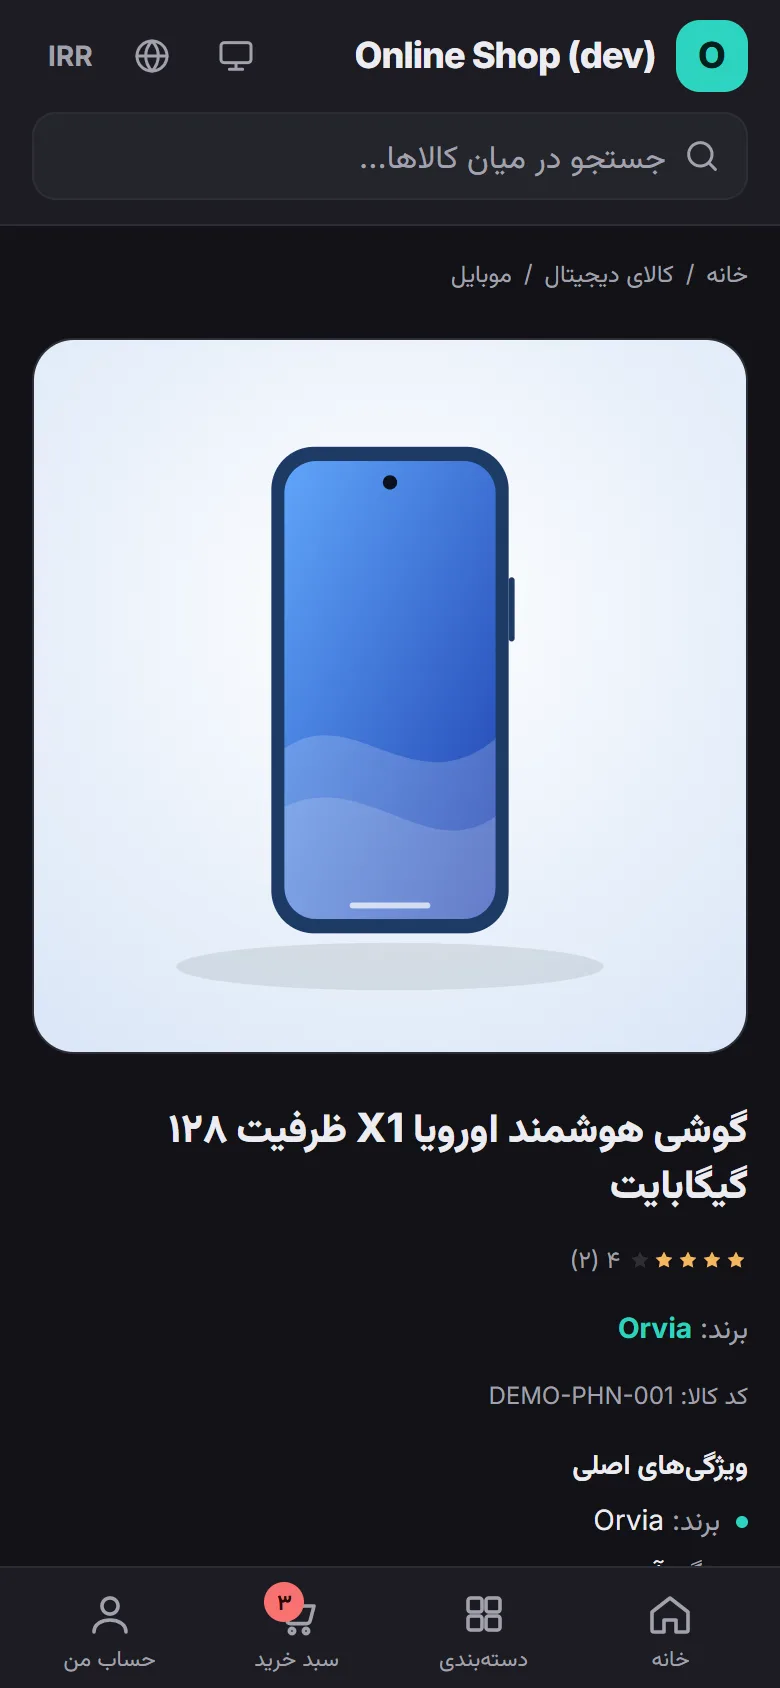 O Online Shop (dev) IRR
جستجو در میان کالاها...
خانه / کالای دیجیتال / موبایل
گوشی هوشمند اورویا X1 ظرفیت ۱۲۸
گیگابایت
۴ (۲)
برند: Orvia
کد کالا: DEMO-PHN-001
ویژگی‌های اصلی
برند: Orvia
۳
خانه
دسته‌بندی
سبد خرید
حساب من